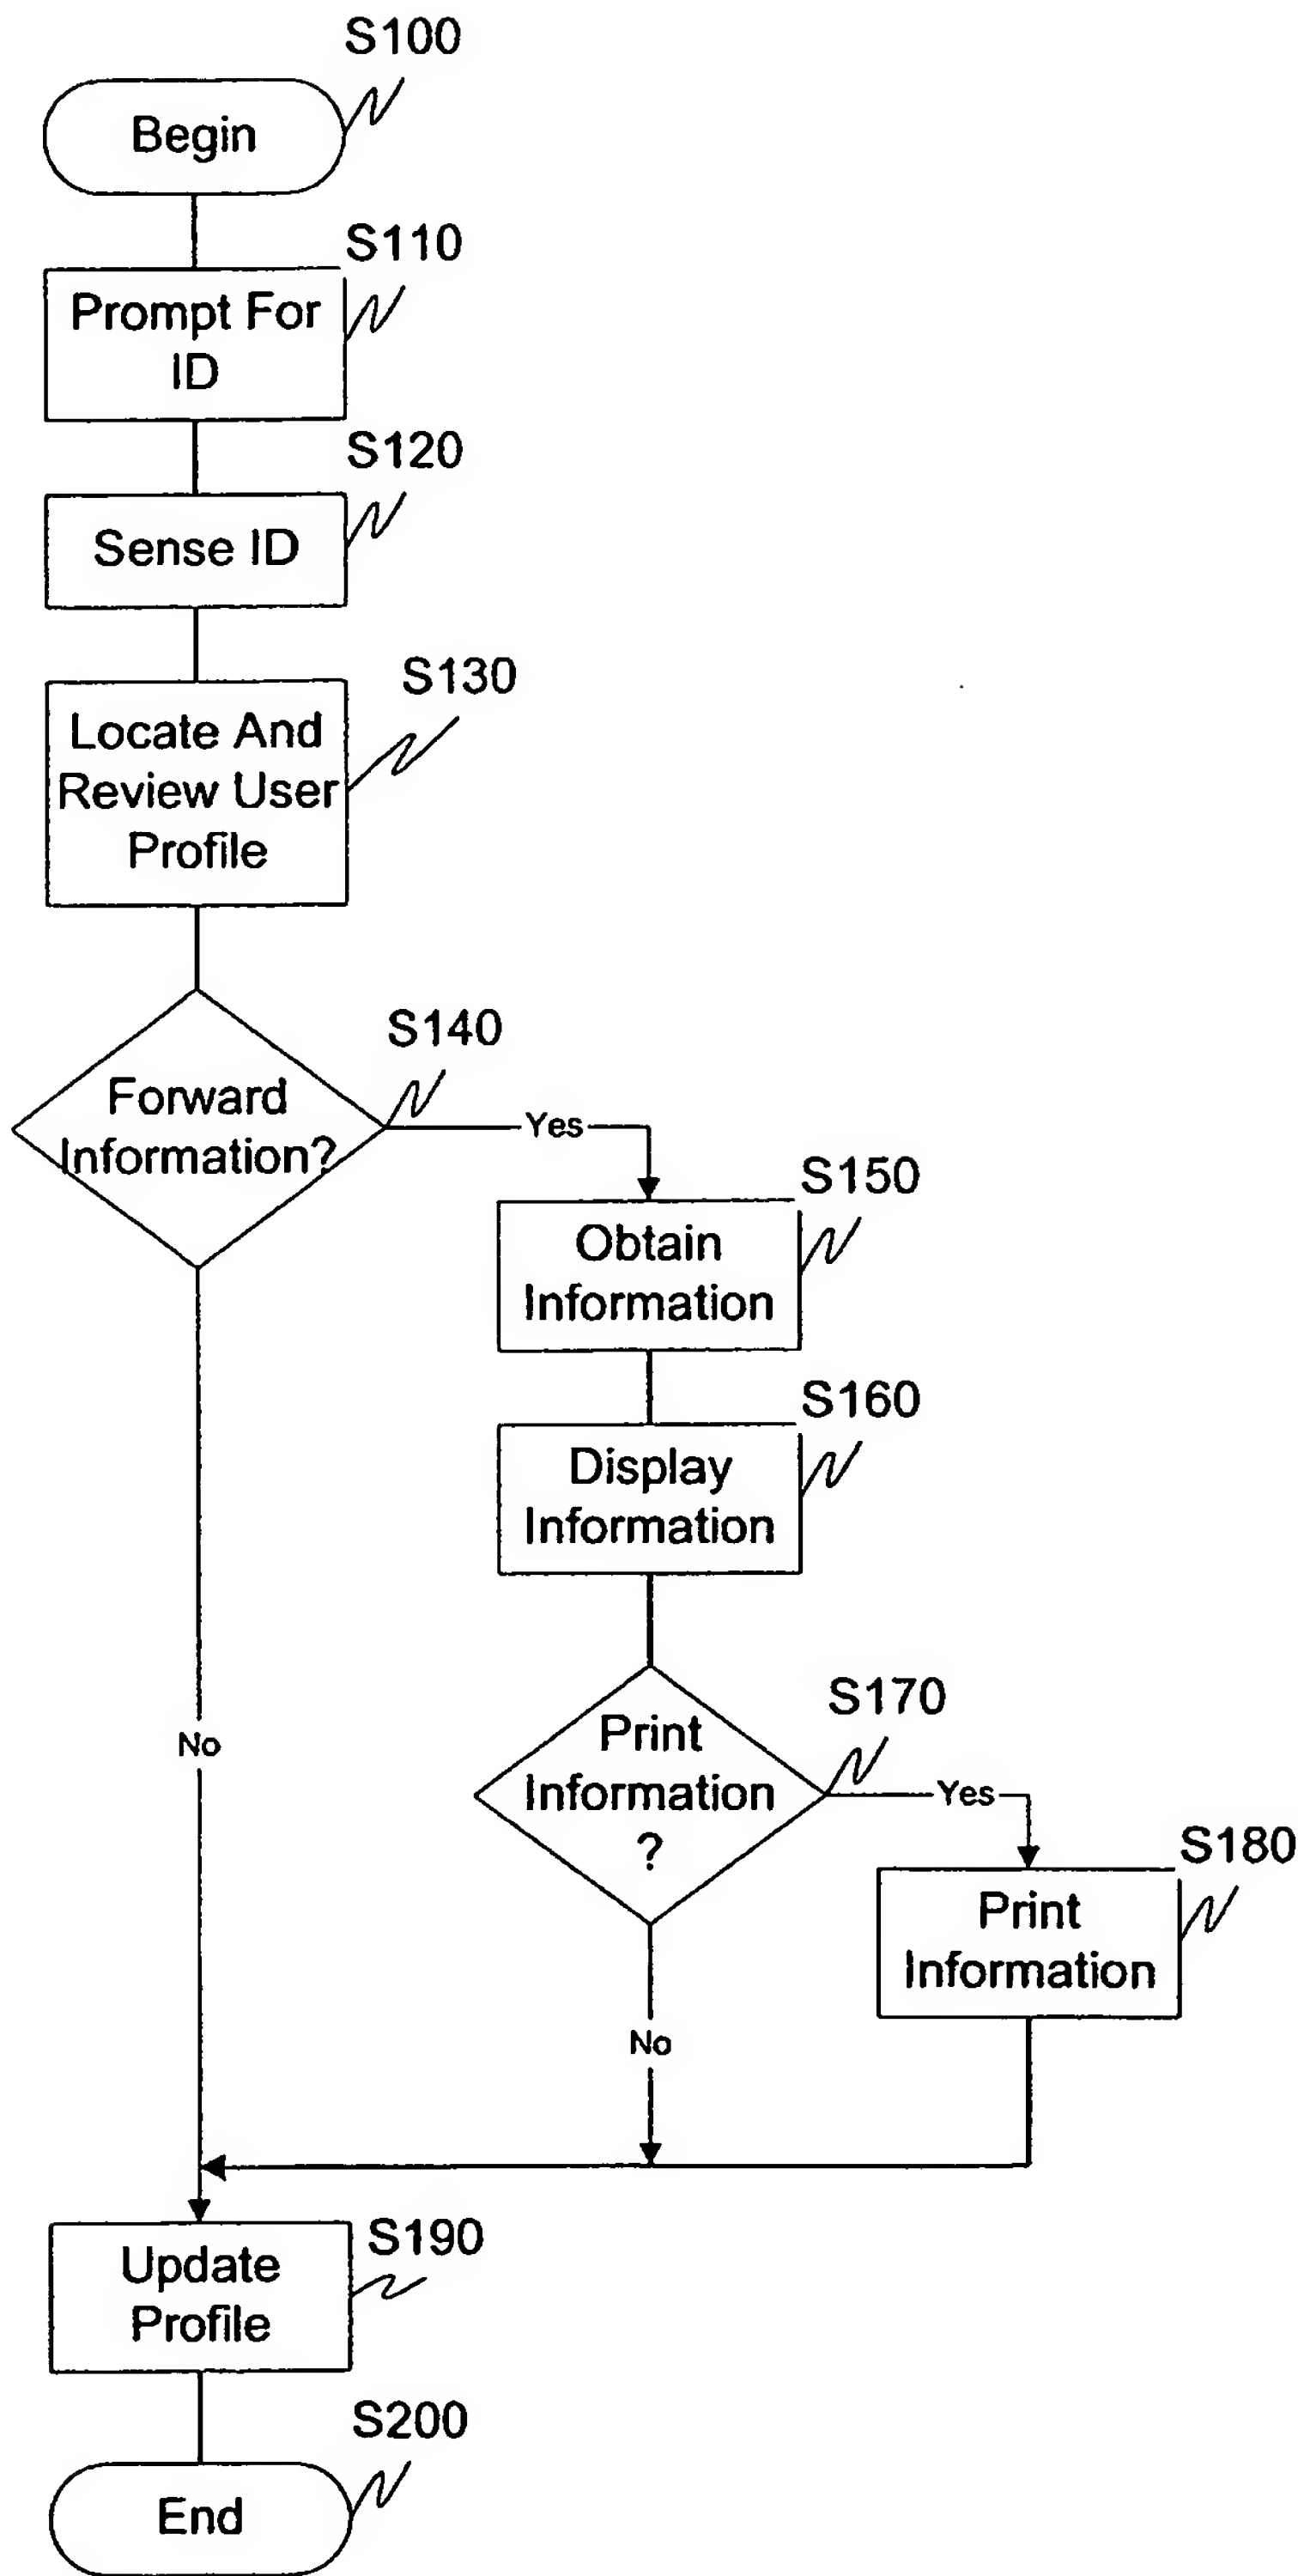 S100
Begin
S110
Prompt For
ID
S120
Sense ID
S130
Locate And
Review User
Profile
S140
Forward
Information?
Yes
S150
Obtain
Information
S160
Display
Information
S170
Print
Information
?
Yes
S180
Print
Information
No
No
S190
Update
Profile
S200
End